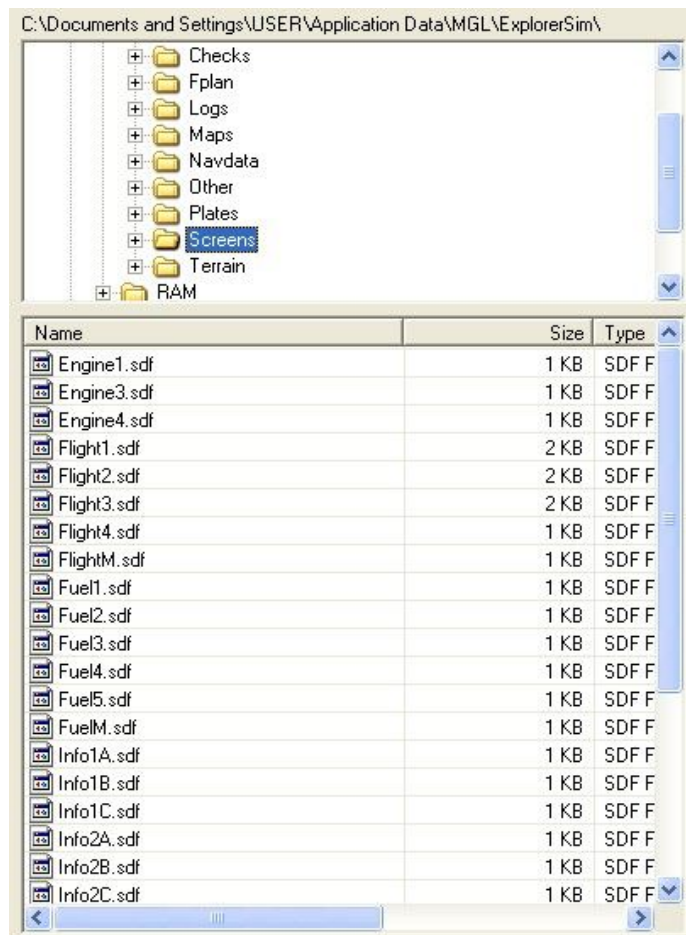 C:\Documents and Settings\USER\Application Data\MGL\ExplorerSim\
Checks
Fplan
Logs
Maps
Navdata
Other
Plates
Screens
Terrain
RAM
Name Size Type
Engine1.sdf 1 KB SDF F
Engine3.sdf 1 KB SDF F
Engine4.sdf 1 KB SDF F
Flight1.sdf 2 KB SDF F
Flight2.sdf 2 KB SDF F
Flight3.sdf 2 KB SDF F
Flight4.sdf 1 KB SDF F
FlightM.sdf 1 KB SDF F
Fuel1.sdf 1 KB SDF F
Fuel2.sdf 1 KB SDF F
Fuel3.sdf 1 KB SDF F
Fuel4.sdf 1 KB SDF F
Fuel5.sdf 1 KB SDF F
FuelM.sdf 1 KB SDF F
Info1A.sdf 1 KB SDF F
Info1B.sdf 1 KB SDF F
Info1C.sdf 1 KB SDF F
Info2A.sdf 1 KB SDF F
Info2B.sdf 1 KB SDF F
Info2C.sdf 1 KB SDF F